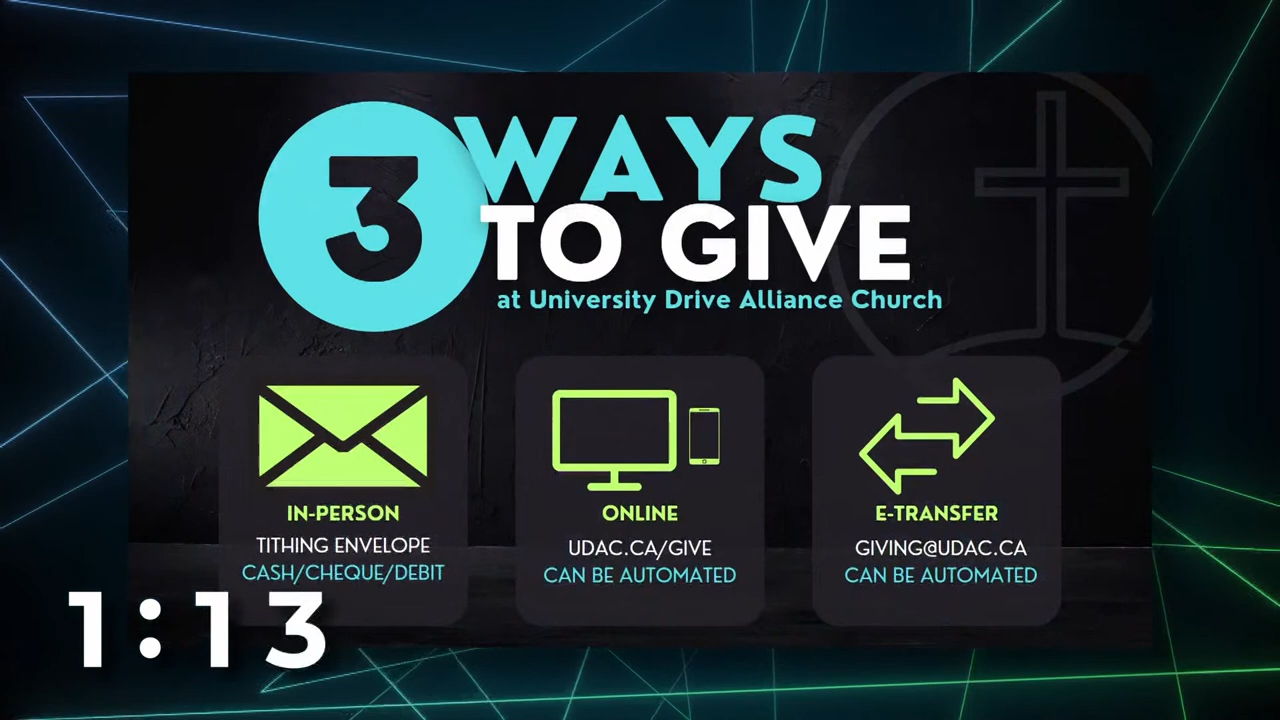 3 WAYS
TO GIVE
at University Drive Alliance Church
IN-PERSON
TITHING ENVELOPE
CASH/CHEQUE/DEBIT
ONLINE
UDAC.CA/GIVE
CAN BE AUTOMATED
E-TRANSFER
GIVING@UDAC.CA
CAN BE AUTOMATED
1:13